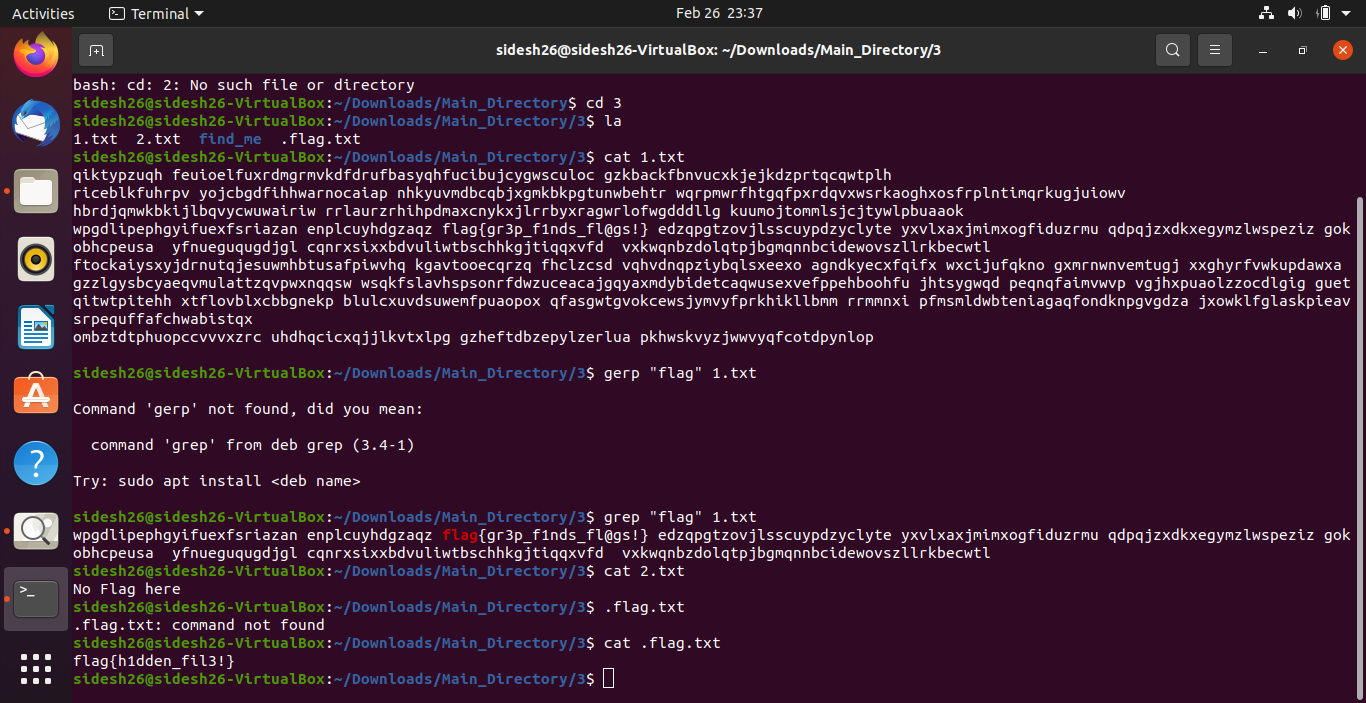 Activities Terminal Feb 26 23:37
sidesh26@sidesh26-VirtualBox: ~/Downloads/Main_Directory/3
bash: cd: 2: No such file or directory
sidesh26@sidesh26-VirtualBox:~/Downloads/Main_Directory$ cd 3
sidesh26@sidesh26-VirtualBox:~/Downloads/Main_Directory/3$ la
1.txt 2.txt find_me .flag.txt
sidesh26@sidesh26-VirtualBox:~/Downloads/Main_Directory/3$ cat 1.txt
qiktypzuqh feuioelfuxrdmgrmvkdfdrufbasyqhfucibujcygwsculoc gzkbackfbnvucxkjejkdzprtqcqwtplh
riceblkfuhrpv yojcbgdfihhwarnocaiap nhkyuvmdbcqbjxgmkbkpgtunwbehtr wqrpmwrfhtgqfpxrdqvxwsrkaoghxosfrplntimqrkugjuiowv
hbrdjqmwkbkijlbqvycwuwairiw rrlaurzrhihpdmaxcnykxjlrrbyxragwrlofwgdddllg kuumojtommlsjcjtywlpbuaaok
wpgdlipephgyifuexfsriazan enplcuyhdgzaqz flag{gr3p_f1nds_fl@gs!} edzqpgtzovjlsscuypdzyclyte yxvlxaxjmimxogfiduzrmu qdpqjzxdkxegymzlwspeziz gok
obhcpeusa yfnueguqugdjgl cqnrxsixxbdvuliwtbschhkgjtiqqxvfd vxkwqnbzdolqtpjbgmqnnbcidewovszllrkbecwtl
ftockaiysxyjdrnutqjesuwmhbtusafpiwvhq kgavtooecqrzq fhclzcsd vqhvdnqpziybqlsxeexo agndkyecxfqifx wxcijufqkno gxmrnwnvemtugj xxghyrfvwkupdawxa
gzzlgysbcyaeqvmulattzqvpwxnqqsw wsqkfslavhspsonrfdwzuceacajgqyaxmdybidetcaqwusexvefppehboohfu jhtsygwqd peqnqfaimvwvp vgjhxpuaolzzocdlgig guet
qitwtpitehh xtflovblxcbbgnekp blulcxuvdsuwemfpuaopox qfasgwtgvokcewsjymvyfprkhikllbmm rrmmnxi pfmsmldwbteniagaqfondknpgvgdza jxowklfglaskpieav
srpequffafchwabistqx
ombztdtphuopccvvvxzrc uhdhqcicxqjjlkvtxlpg gzheftdbzepylzerlua pkhwskvyzjwwvyqfcotdpynlop
sidesh26@sidesh26-VirtualBox:~/Downloads/Main_Directory/3$ gerp "flag" 1.txt
Command 'gerp' not found, did you mean:
command 'grep' from deb grep (3.4-1)
Try: sudo apt install <deb name>
sidesh26@sidesh26-VirtualBox:~/Downloads/Main_Directory/3$ grep "flag" 1.txt
wpgdlipephgyifuexfsriazan enplcuyhdgzaqz flag{gr3p_f1nds_fl@gs!} edzqpgtzovjlsscuypdzyclyte yxvlxaxjmimxogfiduzrmu qdpqjzxdkxegymzlwspeziz gok
obhcpeusa yfnueguqugdjgl cqnrxsixxbdvuliwtbschhkgjtiqqxvfd vxkwqnbzdolqtpjbgmqnnbcidewovszllrkbecwtl
sidesh26@sidesh26-VirtualBox:~/Downloads/Main_Directory/3$ cat 2.txt
No Flag here
sidesh26@sidesh26-VirtualBox:~/Downloads/Main_Directory/3$ .flag.txt
.flag.txt: command not found
sidesh26@sidesh26-VirtualBox:~/Downloads/Main_Directory/3$ cat .flag.txt
flag{h1dden_fil3!}
sidesh26@sidesh26-VirtualBox:~/Downloads/Main_Directory/3$